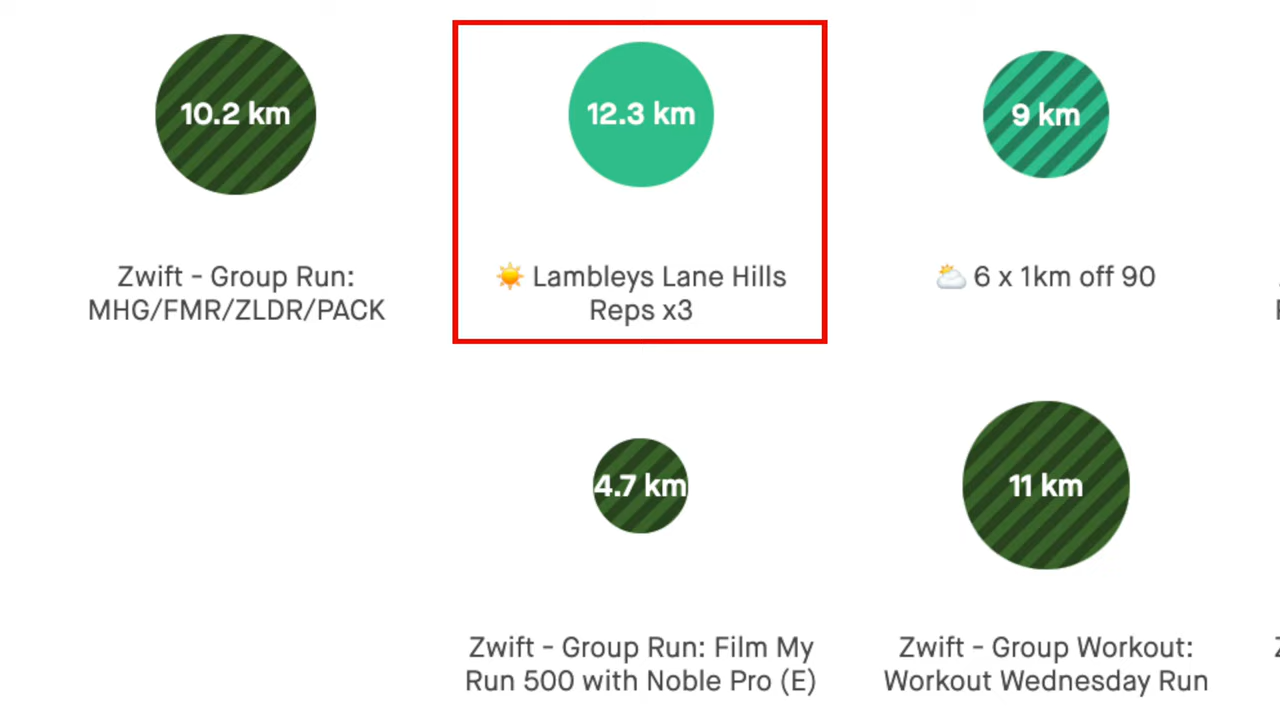 10.2 km
12.3 km
9 km
Zwift - Group Run:
MHG/FMR/ZLDR/PACK
☀️ Lambleys Lane Hills
Reps x3
🌥️ 6 x 1km off 90
4.7 km
11 km
Zwift - Group Run: Film My
Run 500 with Noble Pro (E)
Zwift - Group Workout:
Workout Wednesday Run